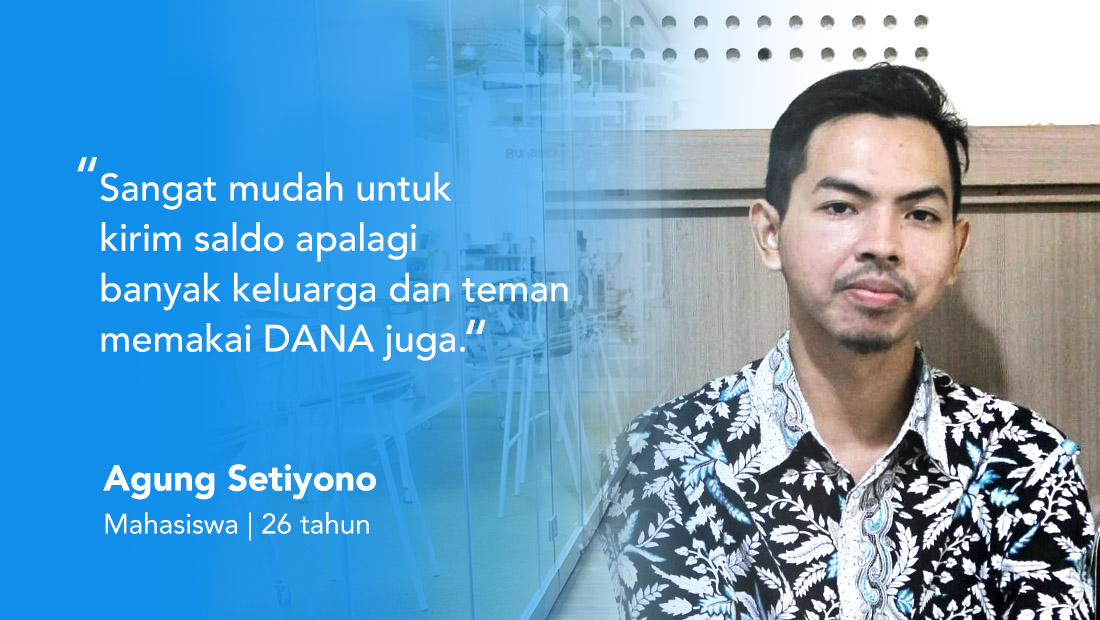 “Sangat mudah untuk
kirim saldo apalagi
banyak keluarga dan teman
memakai DANA juga.“
Agung Setiyono
Mahasiswa | 26 tahun